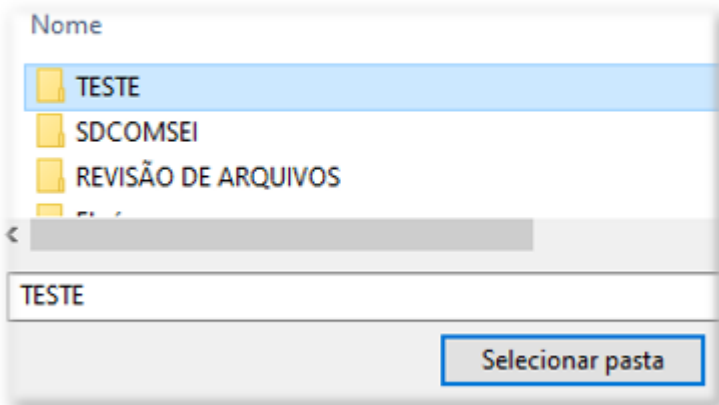 Nome
TESTE
SDCOMSEI
REVISÃO DE ARQUIVOS
TESTE
Selecionar pasta